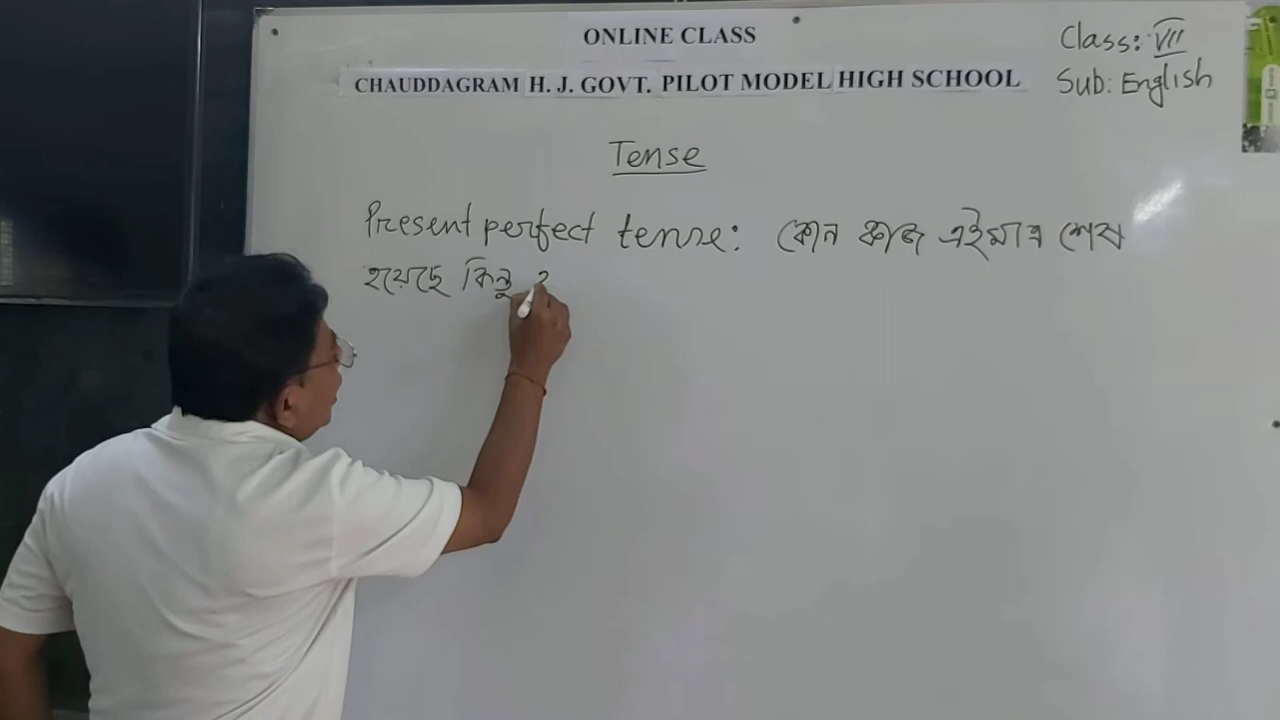 ONLINE CLASS
CHAUDDAGRAM H. J. GOVT. PILOT MODEL HIGH SCHOOL
Class: VII
Sub: English
Tense
Present perfect tense: কোন কাজ এইমাত্র শেষ
হয়েছে কিন্তু